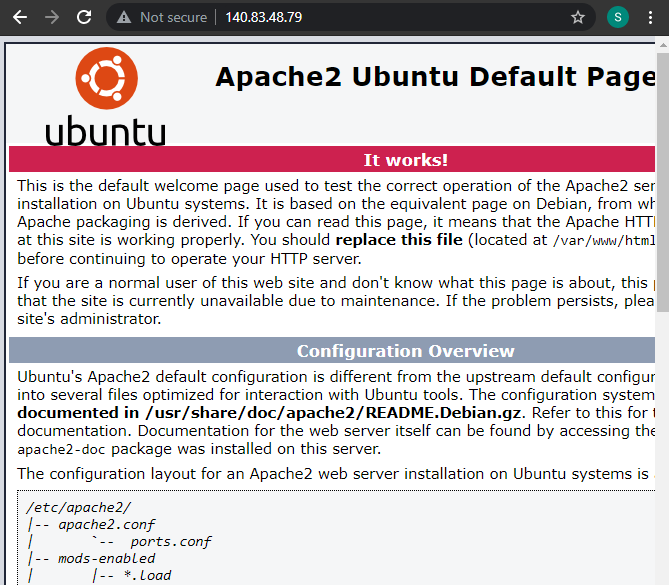 Not secure | 140.83.48.79
S
Apache2 Ubuntu Default Page
ubuntu
It works!
This is the default welcome page used to test the correct operation of the Apache2 ser
installation on Ubuntu systems. It is based on the equivalent page on Debian, from wh
Apache packaging is derived. If you can read this page, it means that the Apache HTT
at this site is working properly. You should replace this file (located at /var/www/html
before continuing to operate your HTTP server.
If you are a normal user of this web site and don't know what this page is about, this p
that the site is currently unavailable due to maintenance. If the problem persists, plea
site's administrator.
Configuration Overview
Ubuntu's Apache2 default configuration is different from the upstream default configur
into several files optimized for interaction with Ubuntu tools. The configuration system
documented in /usr/share/doc/apache2/README.Debian.gz. Refer to this for t
documentation. Documentation for the web server itself can be found by accessing the
apache2-doc package was installed on this server.
The configuration layout for an Apache2 web server installation on Ubuntu systems is
/etc/apache2/
|-- apache2.conf
|       `--  ports.conf
|-- mods-enabled
|       |-- *.load